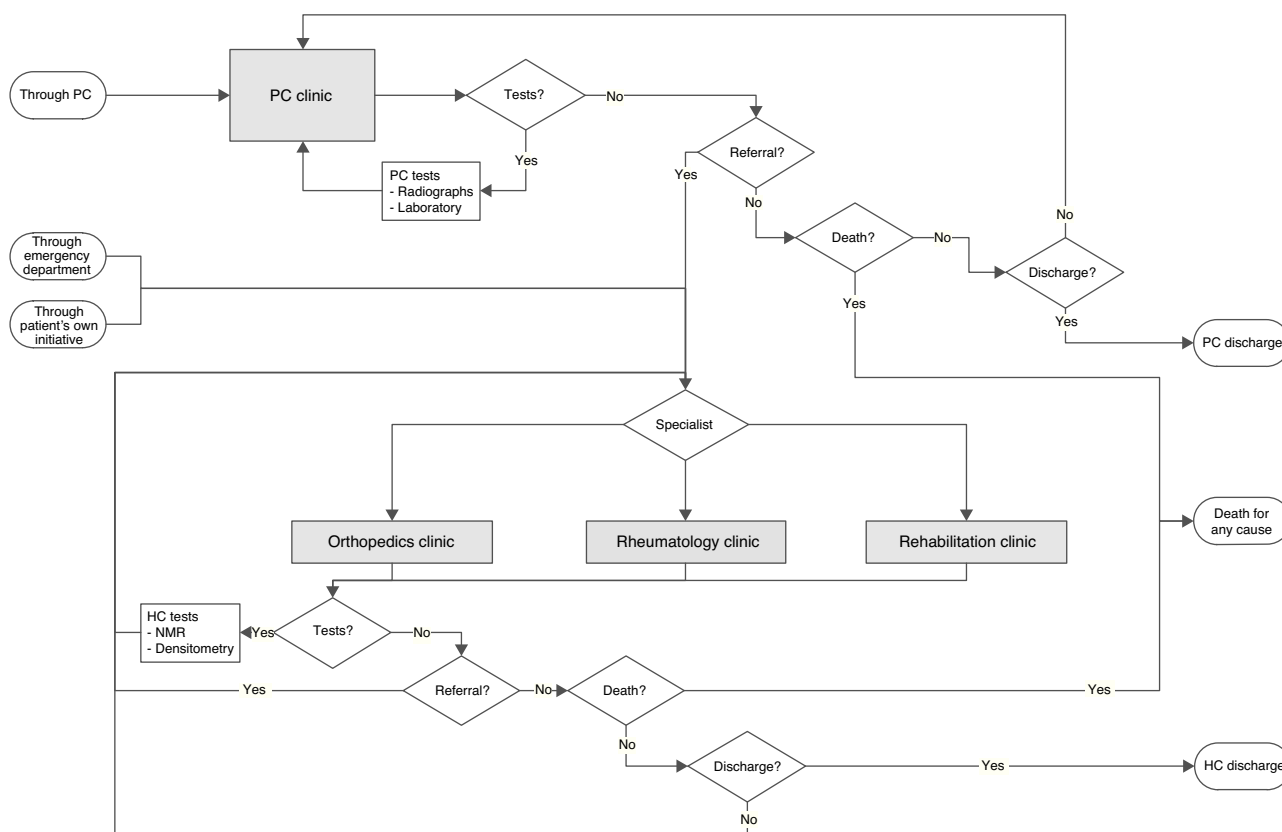 Through PC
PC clinic
Tests?
No
Yes
PC tests
- Radiographs
- Laboratory
Referral?
Yes
No
Death?
No
Yes
No
Discharge?
Yes
PC discharge
Through
emergency
department
Through
patient's own
initiative
Specialist
Orthopedics clinic
Rheumatology clinic
Rehabilitation clinic
Death for
any cause
HC tests
- NMR
- Densitometry
Yes
Tests?
No
Yes
Referral?
No
Death?
Yes
No
Discharge?
Yes
HC discharge
No